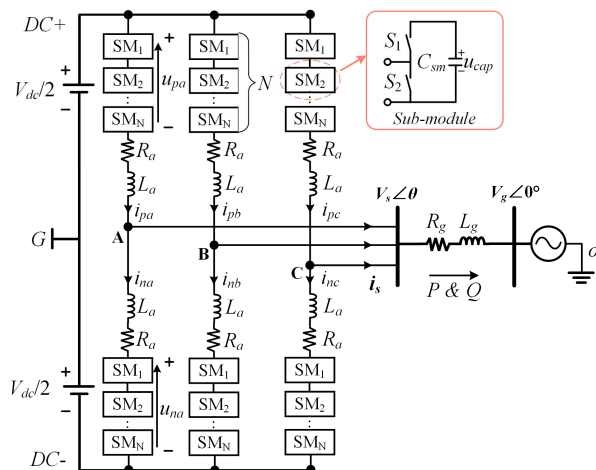 DC+
SM1 SM1 SM1
SM2 SM2 SM2
SMN SMN SMN
+
upa
−
N
S1
S2
Csm
+
−
ucap
Sub-module
+
Vdc/2
−
Ra Ra Ra
La La La
ipa ipb ipc
A
B
C
G
Vs∠θ
Vg∠0°
Rg Lg
o
is
P & Q
ina inb inc
La La La
Ra Ra Ra
+
Vdc/2
−
SM1 SM1 SM1
SM2 SM2 SM2
SMN SMN SMN
+
una
−
DC-